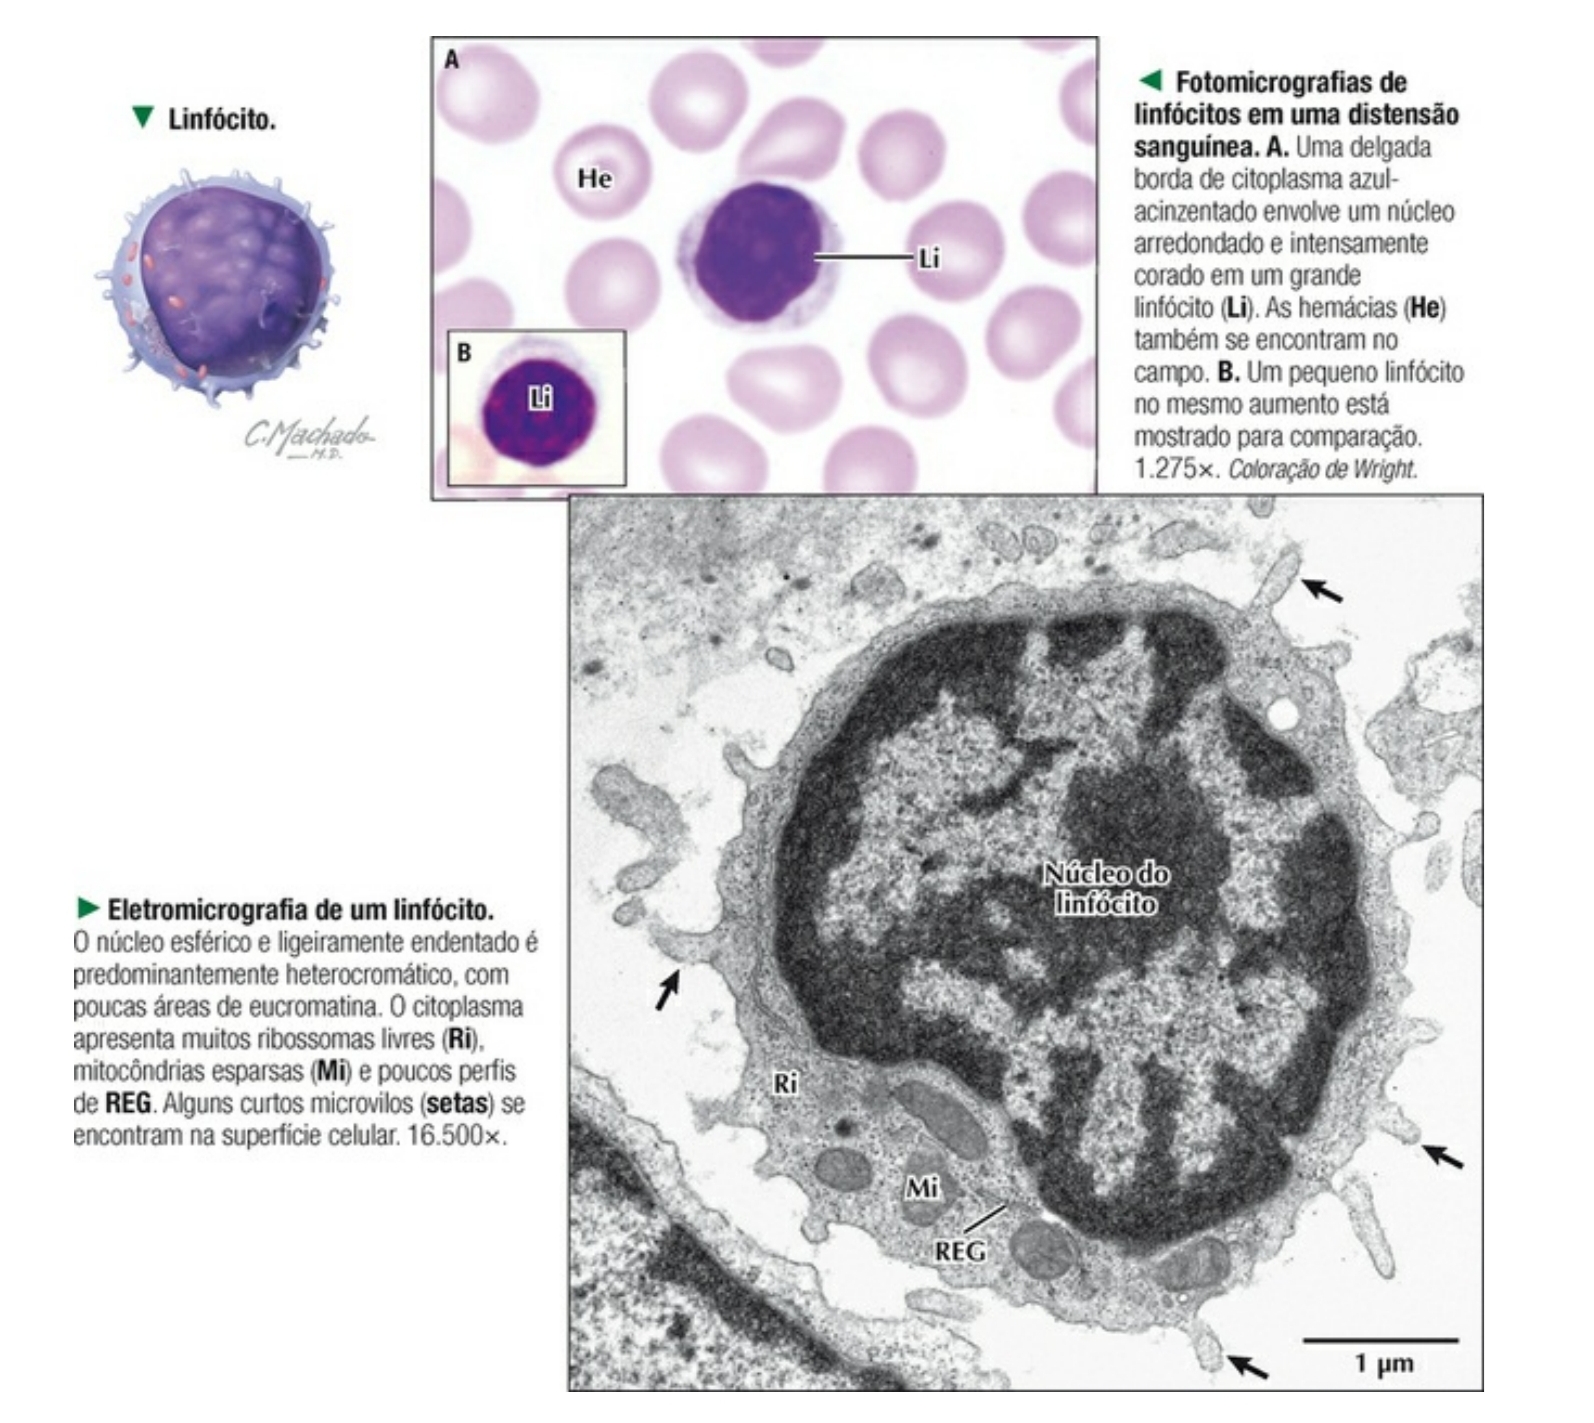 ▼ Linfócito.
C.Machado
M.D.
A
He
Li
B
Li
◀ Fotomicrografias de
linfócitos em uma distensão
sanguínea. A. Uma delgada
borda de citoplasma azul-
acinzentado envolve um núcleo
arredondado e intensamente
corado em um grande
linfócito (Li). As hemácias (He)
também se encontram no
campo. B. Um pequeno linfócito
no mesmo aumento está
mostrado para comparação.
1.275×. Coloração de Wright.
▶ Eletromicrografia de um linfócito.
O núcleo esférico e ligeiramente endentado é
predominantemente heterocromático, com
poucas áreas de eucromatina. O citoplasma
apresenta muitos ribossomas livres (Ri),
mitocôndrias esparsas (Mi) e poucos perfis
de REG. Alguns curtos microvilos (setas) se
encontram na superfície celular. 16.500×.
Núcleo do
linfócito
Ri
Mi
REG
1 µm